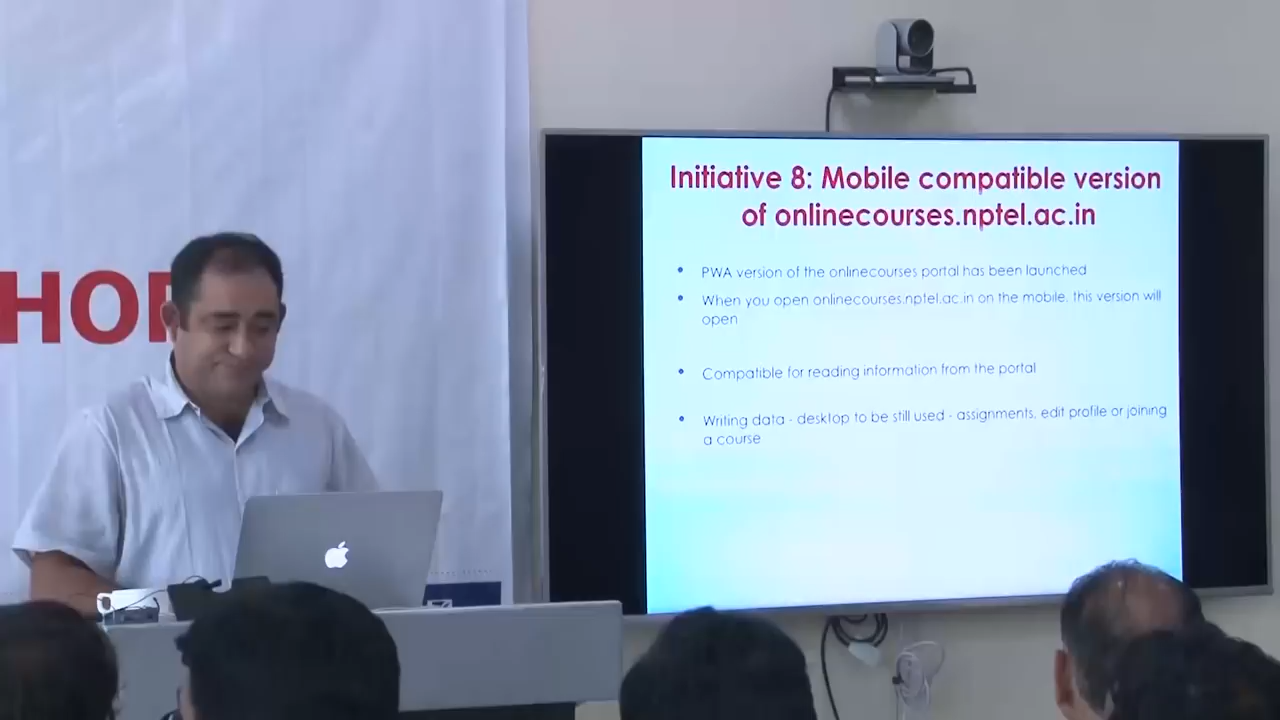 HOP
Initiative 8: Mobile compatible version
of onlinecourses.nptel.ac.in
• PWA version of the onlinecourses portal has been launched
• When you open onlinecourses.nptel.ac.in on the mobile, this version will
open
• Compatible for reading information from the portal
• Writing data - desktop to be still used - assignments, edit profile or joining
a course